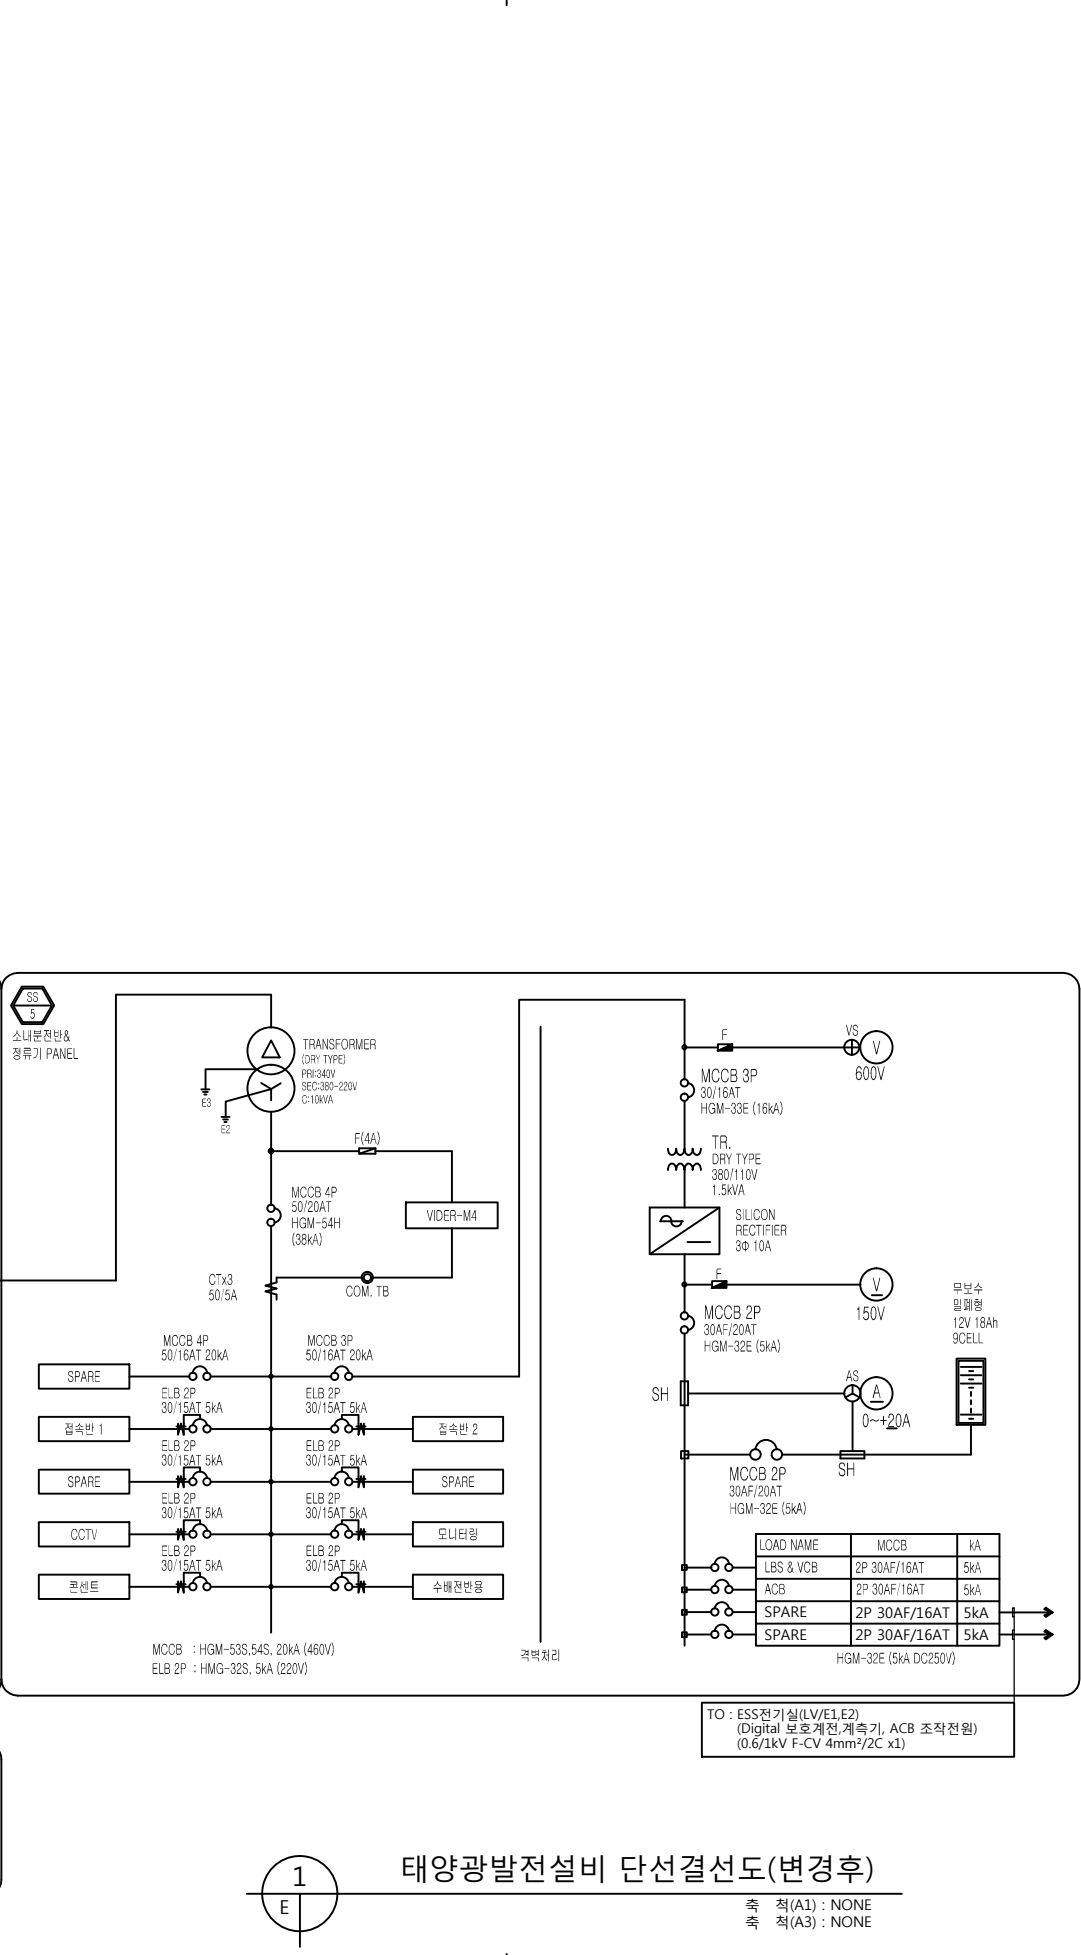 SS
5
소내분전반&
정류기 PANEL
TRANSFORMER
(DRY TYPE)
PRI:340V
SEC:380-220V
C:10kVA
E3
E2
F(4A)
MCCB 4P
50/20AT
HGM-54H
(38kA)
VIDER-M4
CTx3
50/5A
COM. TB
MCCB 4P
50/16AT 20kA
MCCB 3P
50/16AT 20kA
SPARE
ELB 2P
30/15AT 5kA
ELB 2P
30/15AT 5kA
접속반 1
접속반 2
ELB 2P
30/15AT 5kA
ELB 2P
30/15AT 5kA
SPARE
SPARE
ELB 2P
30/15AT 5kA
ELB 2P
30/15AT 5kA
CCTV
모니터링
ELB 2P
30/15AT 5kA
ELB 2P
30/15AT 5kA
콘센트
수배전반용
MCCB : HGM-53S,54S, 20kA (460V)
ELB 2P : HMG-32S, 5kA (220V)
격벽처리
F
VS
V
600V
MCCB 3P
30/16AT
HGM-33E (16kA)
TR.
DRY TYPE
380/110V
1.5kVA
SILICON
RECTIFIER
3Φ 10A
F
V
150V
MCCB 2P
30AF/20AT
HGM-32E (5kA)
무보수
밀폐형
12V 18Ah
9CELL
SH
AS
A
0~+20A
MCCB 2P
30AF/20AT
HGM-32E (5kA)
SH
LOAD NAME MCCB kA
LBS & VCB 2P 30AF/16AT 5kA
ACB 2P 30AF/16AT 5kA
SPARE 2P 30AF/16AT 5kA
SPARE 2P 30AF/16AT 5kA
HGM-32E (5kA DC250V)
TO : ESS전기실(LV/E1,E2)
(Digital 보호계전,계측기, ACB 조작전원)
(0.6/1kV F-CV 4mm²/2C x1)
1
E
태양광발전설비 단선결선도(변경후)
축 척(A1) : NONE
축 척(A3) : NONE